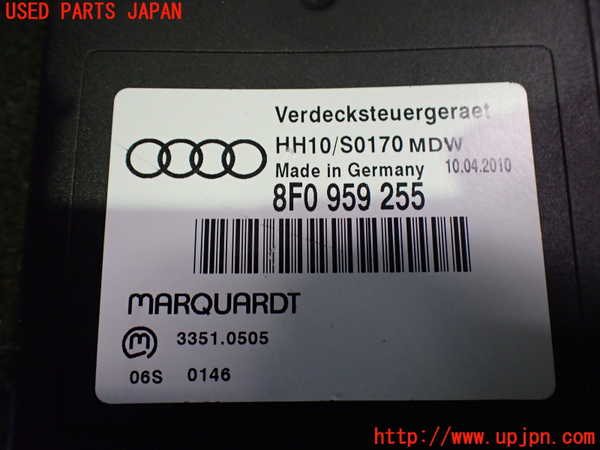 USED PARTS JAPAN
Verdecksteuergeraet
HH10/S0170 MDW
Made in Germany 10.04.2010
8F0 959 255
MARQUARDT
m 3351.0505
06S 0146
http://www.upjpn.com/